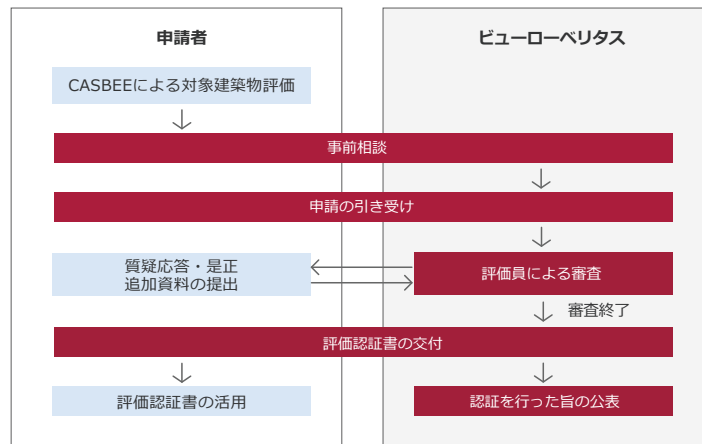 申請者
ビューローベリタス
CASBEEによる対象建築物評価
事前相談
申請の引き受け
質疑応答・是正
追加資料の提出
評価員による審査
審査終了
評価認証書の交付
評価認証書の活用
認証を行った旨の公表